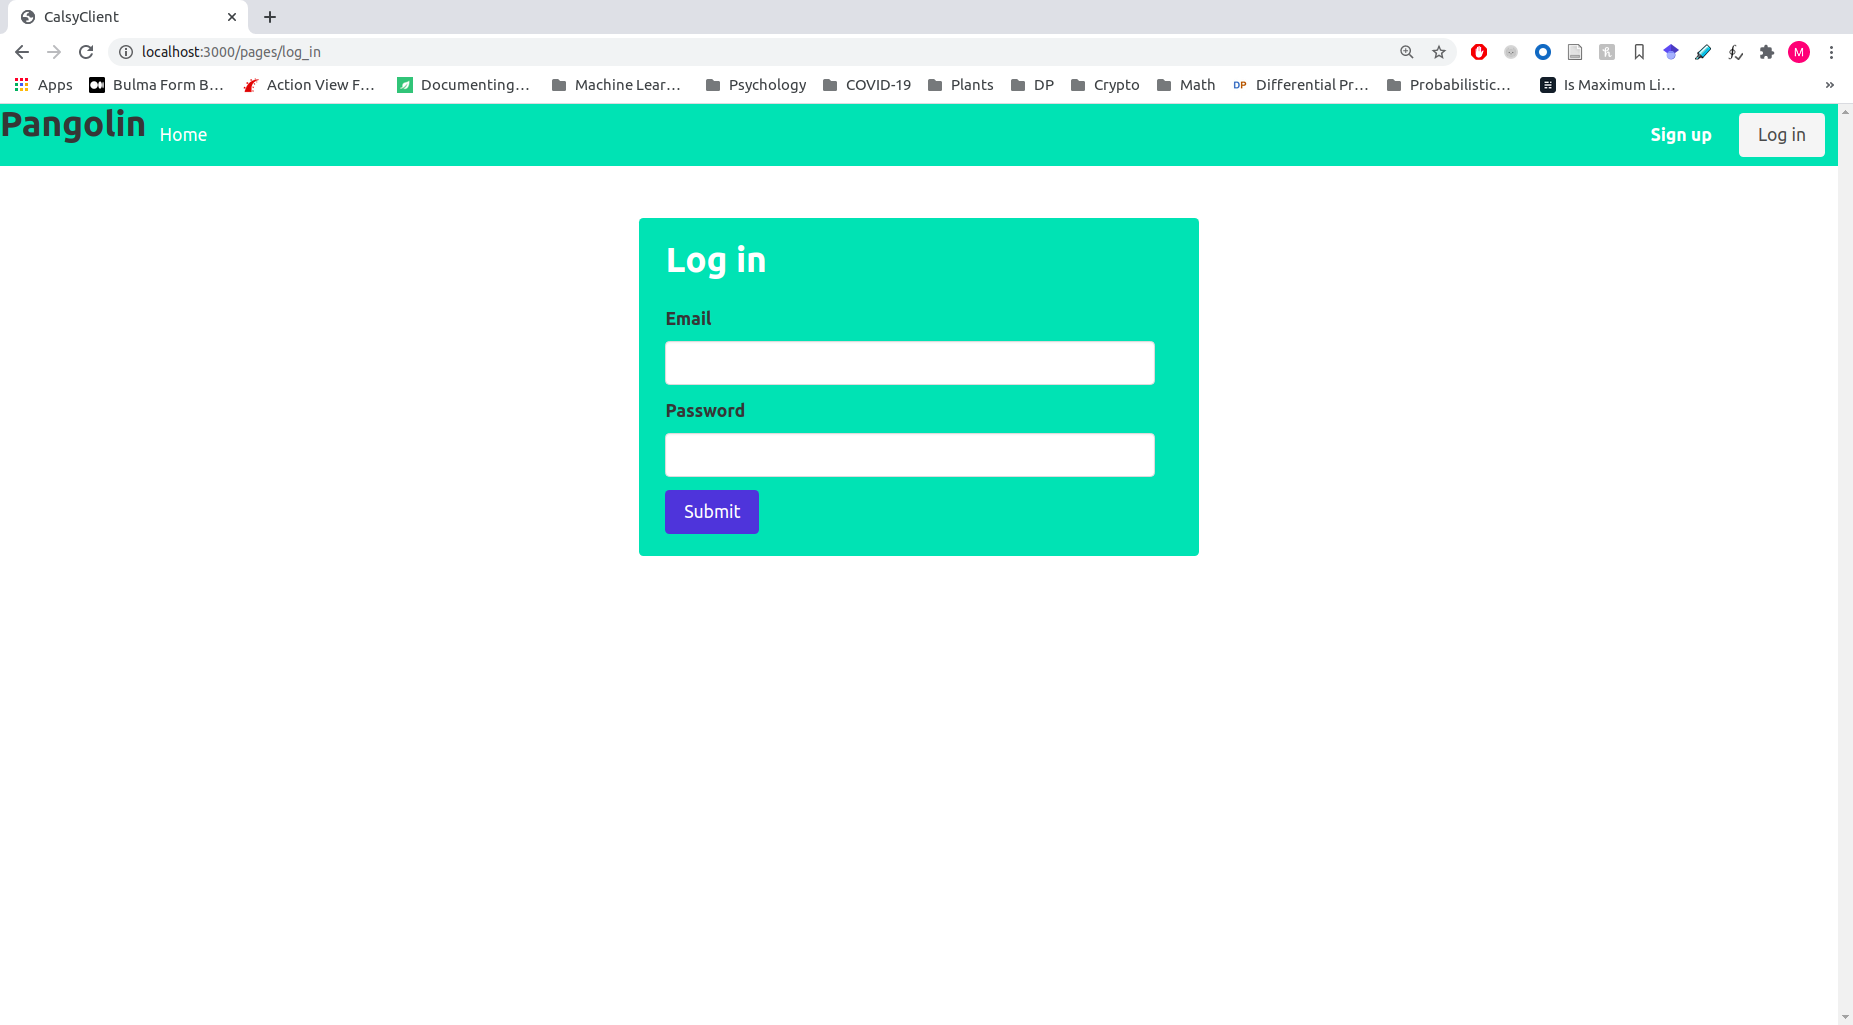 CalsyClient
localhost:3000/pages/log_in
M
Apps Bulma Form B... Action View F... Documenting... Machine Lear... Psychology COVID-19 Plants DP Crypto Math DP Differential Pr... Probabilistic... Is Maximum Li... »
Pangolin Home Sign up Log in
Log in
Email
Password
Submit